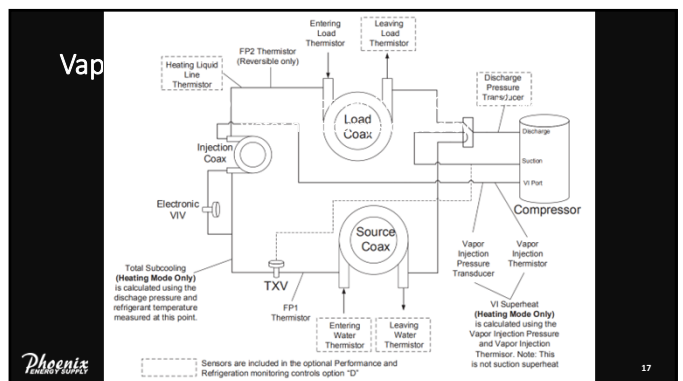 Vap
Entering
Load
Thermistor
Leaving
Load
Thermistor
FP2 Thermistor
(Reversible only)
Heating Liquid
Line
Thermistor
Discharge
Pressure
Transducer
Load
Coax
Discharge
Injection
Coax
Suction
VI Port
Compressor
Electronic
VIV
Source
Coax
Vapor
Injection
Pressure
Transducer
Vapor
Injection
Thermistor
Total Subcooling
(Heating Mode Only)
is calculated using the
dischage pressure and
refrigerant temperature
measured at this point.
TXV
FP1
Thermistor
VI Superheat
(Heating Mode Only)
is calculated using the
Vapor Injection Pressure
and Vapor Injection
Thermisor. Note: This
is not suction superheat
Entering
Water
Thermistor
Leaving
Water
Thermistor
Sensors are included in the optional Performance and
Refrigeration monitoring controls option "D"
Phoenix
ENERGY SUPPLY
17